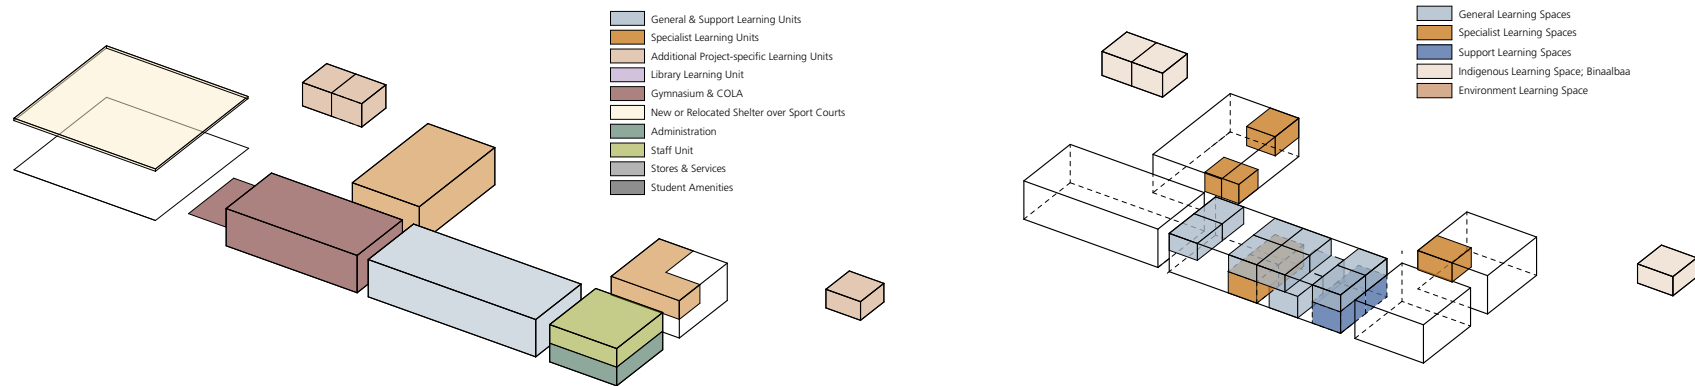 General & Support Learning Units
Specialist Learning Units
Additional Project-specific Learning Units
Library Learning Unit
Gymnasium & COLA
New or Relocated Shelter over Sport Courts
Administration
Staff Unit
Stores & Services
Student Amenities
General Learning Spaces
Specialist Learning Spaces
Support Learning Spaces
Indigenous Learning Space; Binaalbaa
Environment Learning Space